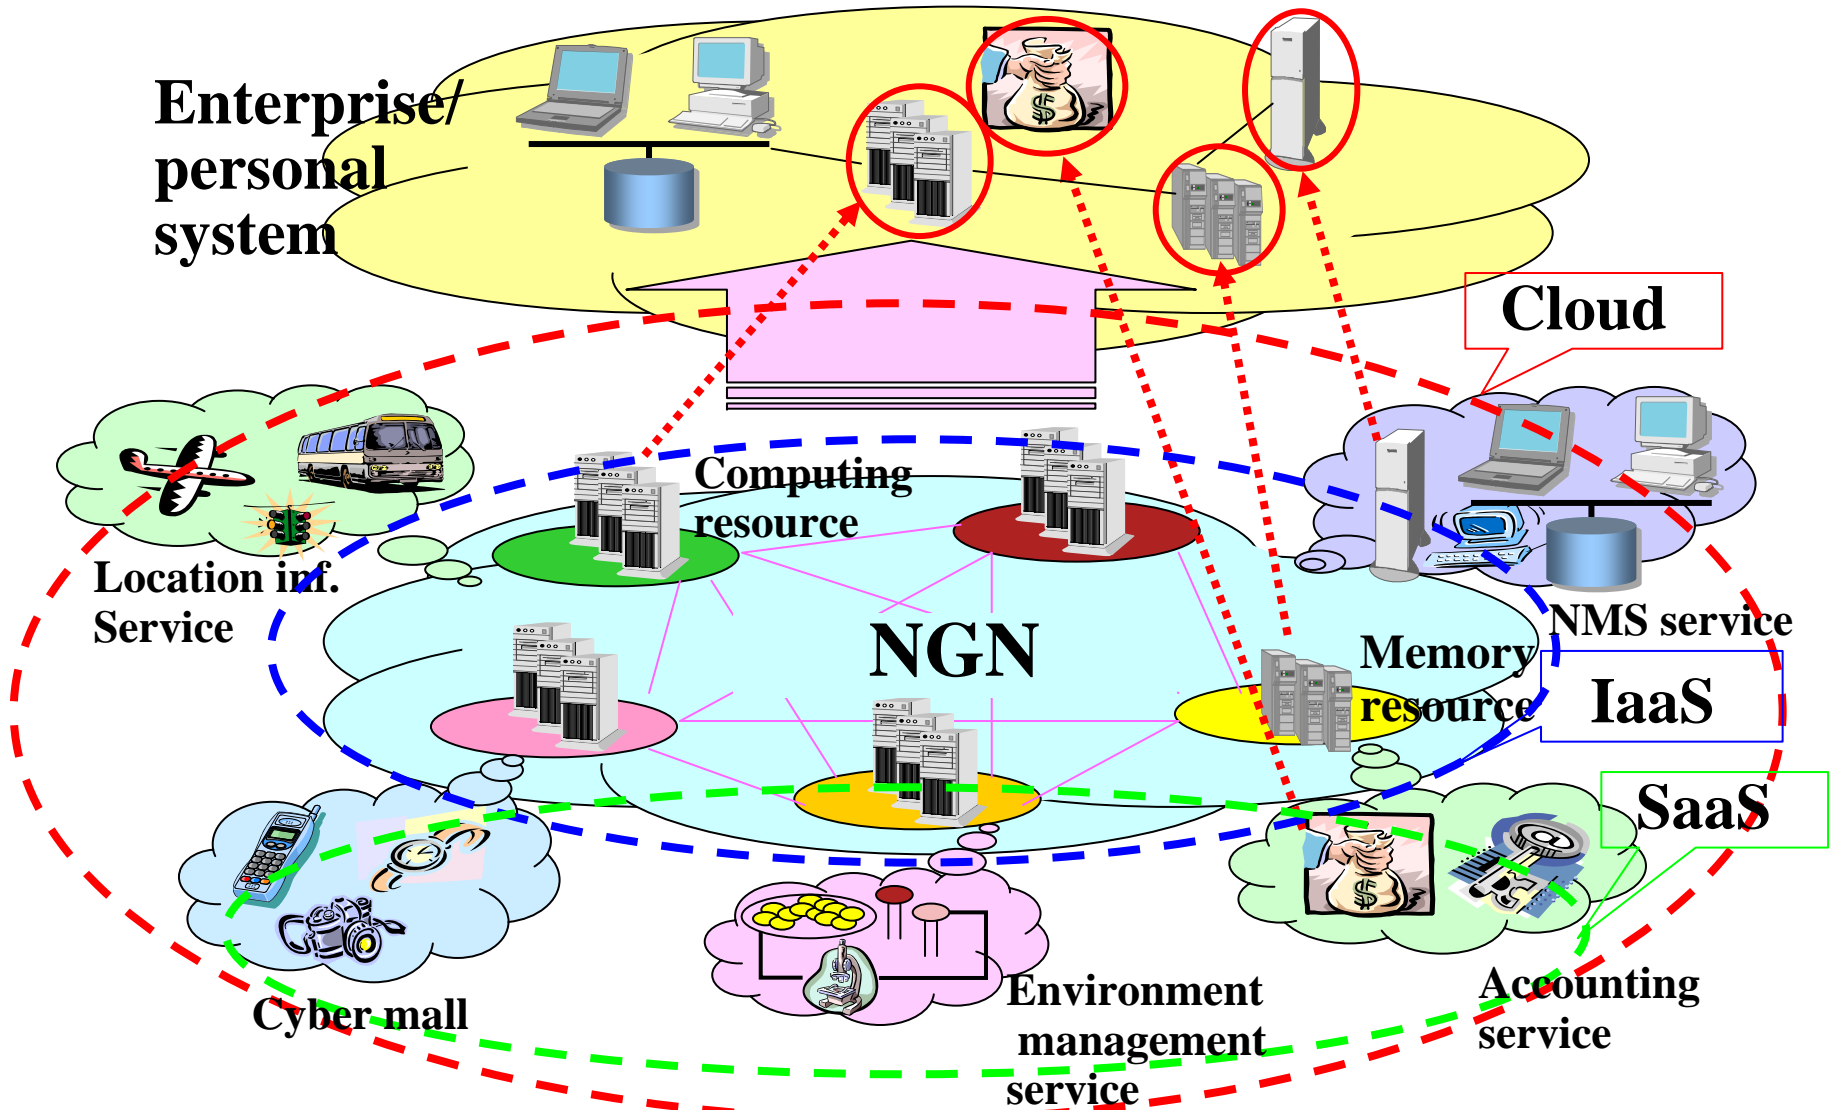 Enterprise/
personal
system
Cloud
Computing
resource
Location inf.
Service
NGN
NMS service
Memory
resource
IaaS
SaaS
Cyber mall
Environment
management
service
Accounting
service